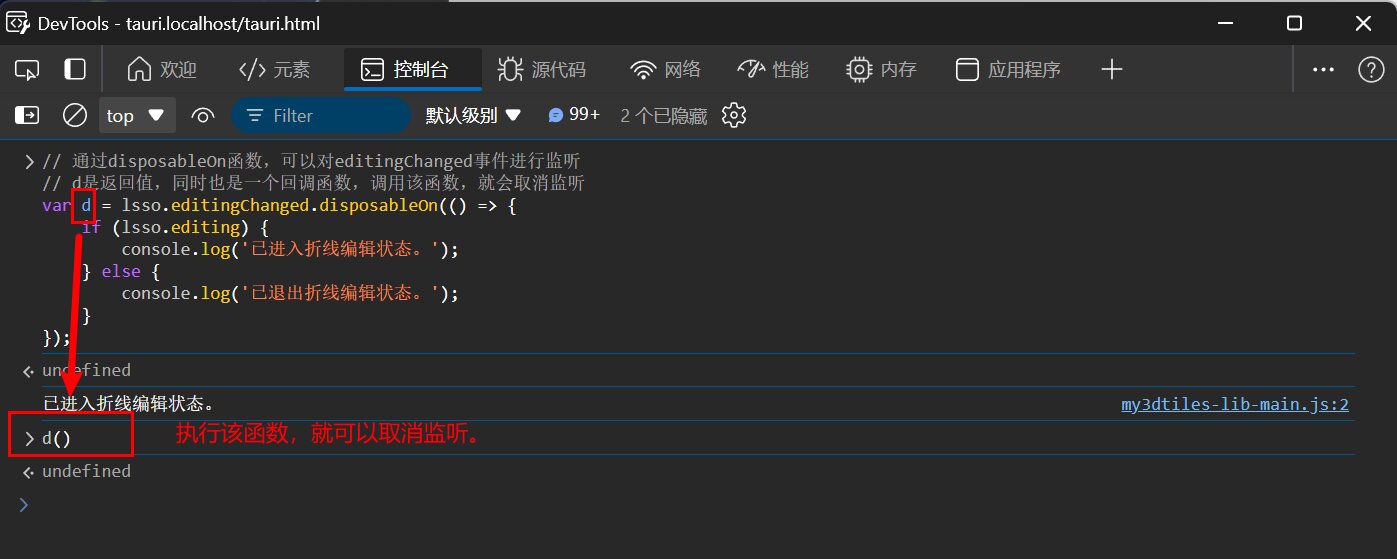 DevTools - tauri.localhost/tauri.html
欢迎 元素 控制台 源代码 网络 性能 内存 应用程序
top Filter 默认级别 99+ 2 个已隐藏
// 通过disposableOn函数，可以对editingChanged事件进行监听
// d是返回值，同时也是一个回调函数，调用该函数，就会取消监听
var d = lsso.editingChanged.disposableOn(() => {
if (lsso.editing) {
console.log('已进入折线编辑状态。');
} else {
console.log('已退出折线编辑状态。');
}
});
undefined
已进入折线编辑状态。 my3dtiles-lib-main.js:2
d() 执行该函数，就可以取消监听。
undefined